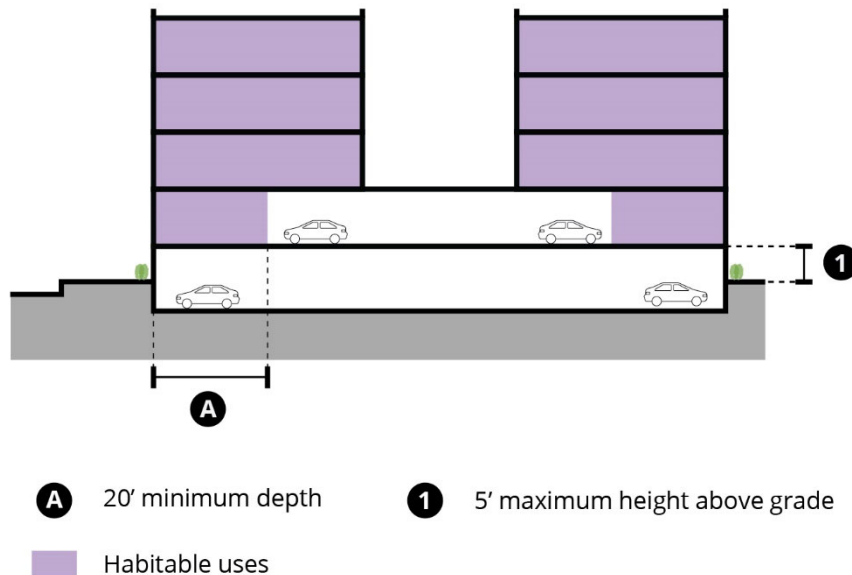 1
A
A 20’ minimum depth 1 5’ maximum height above grade
Habitable uses